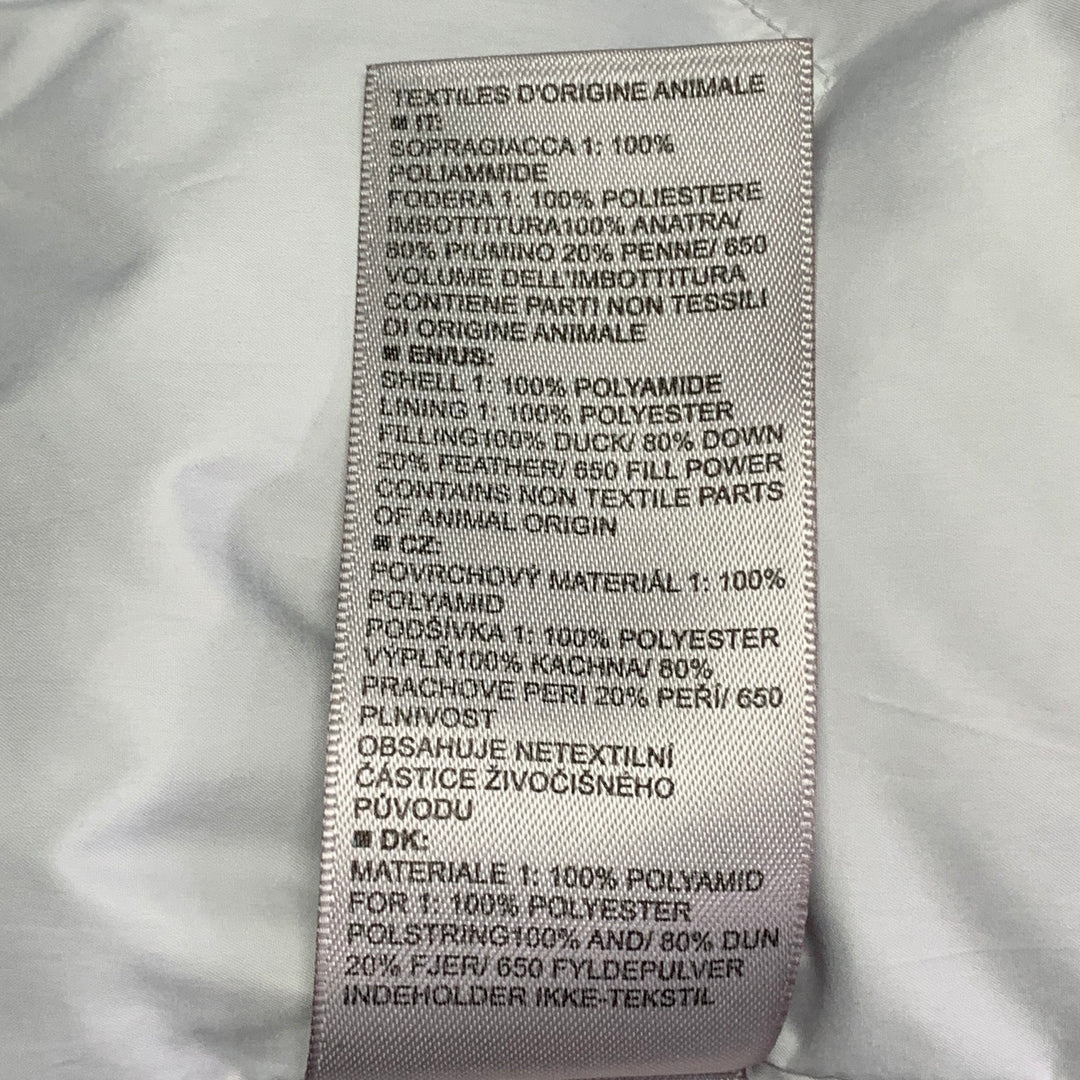 TEXTILES D'ORIGINE ANIMALE
IT:
SOPRAGIACCA 1: 100%
POLIAMMIDE
FODERA 1: 100% POLIESTERE
IMBOTTITURA100% ANATRA/
80% PIUMINO 20% PENNE/ 650
VOLUME DELL'IMBOTTITURA
CONTIENE PARTI NON TESSILI
DI ORIGINE ANIMALE
EN/US:
SHELL 1: 100% POLYAMIDE
LINING 1: 100% POLYESTER
FILLING100% DUCK/ 80% DOWN
20% FEATHER/ 650 FILL POWER
CONTAINS NON TEXTILE PARTS
OF ANIMAL ORIGIN
CZ:
POVRCHOVÝ MATERIÁL 1: 100%
POLYAMID
PODŠÍVKA 1: 100% POLYESTER
VÝPLŇ100% KACHNA/ 80%
PRACHOVÉ PERI 20% PEŘÍ/ 650
PLNIVOST
OBSAHUJE NETEXTILNÍ
ČÁSTICE ŽIVOČIŠNÉHO
PŮVODU
DK:
MATERIALE 1: 100% POLYAMID
FOR 1: 100% POLYESTER
POLSTRING100% AND/ 80% DUN
20% FJER/ 650 FYLDEPULVER
INDEHOLDER IKKE-TEKSTIL